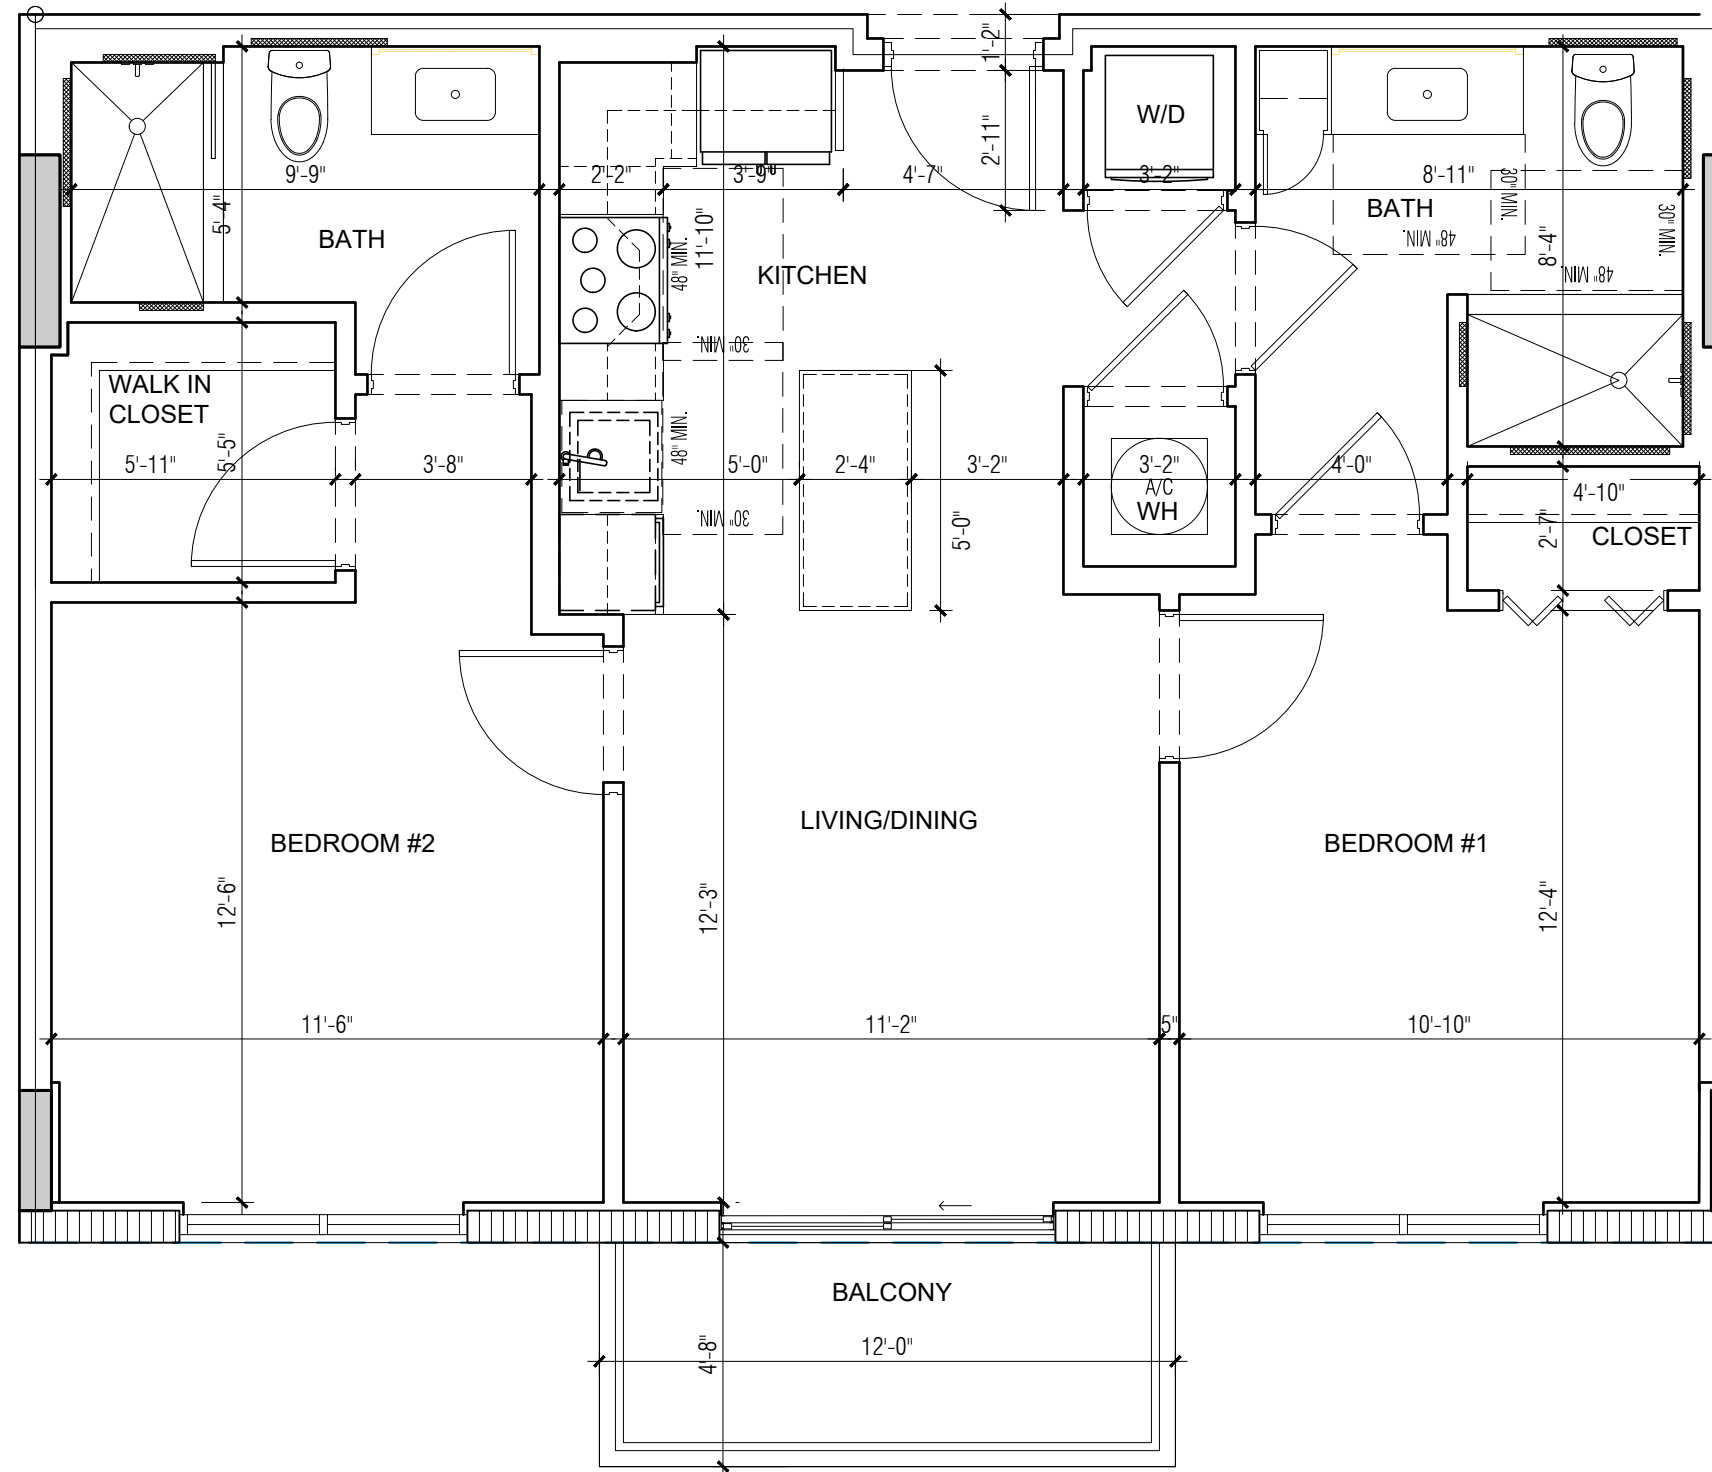 1'-2"
W/D
2'-11"
9'-9"
2'-2"
3'-9"
4'-7"
3'-2"
8'-11"
30" MIN.
5'-4"
BATH
48" MIN.
11'-10"
KITCHEN
BATH
48" MIN.
8'-4"
30" MIN.
48" MIN.
30" MIN.
WALK IN
CLOSET
48" MIN.
5'-11"
5'-5"
3'-8"
5'-0"
2'-4"
3'-2"
3'-2"
A/C
WH
4'-0"
4'-10"
30" MIN.
5'-0"
2'-7"
CLOSET
LIVING/DINING
BEDROOM #2
BEDROOM #1
12'-6"
12'-3"
12'-4"
11'-6"
11'-2"
5"
10'-10"
BALCONY
12'-0"
4'-8"